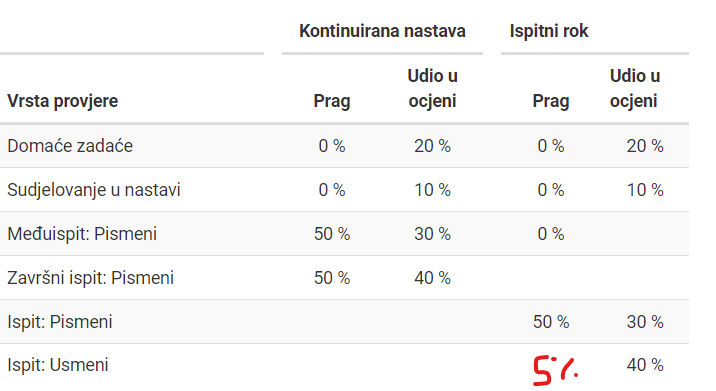 Kontinuirana nastava Ispitni rok
Vrsta provjere Prag Udio u ocjeni Prag Udio u ocjeni
Domaće zadaće 0 % 20 % 0 % 20 %
Sudjelovanje u nastavi 0 % 10 % 0 % 10 %
Međuispit: Pismeni 50 % 30 % 0 %
Završni ispit: Pismeni 50 % 40 %
Ispit: Pismeni 50 % 30 %
Ispit: Usmeni 5%. 40 %